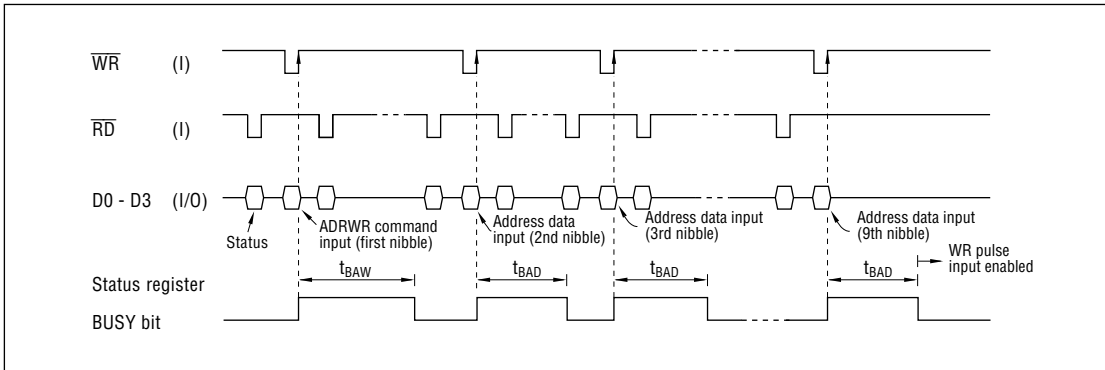 WR (I)
RD (I)
D0 - D3 (I/O)
Status
ADRWR command
input (first nibble)
Address data
input (2nd nibble)
Address data input
(3rd nibble)
Address data input
(9th nibble)
WR pulse
input enabled
tBAW
tBAD
tBAD
tBAD
Status register
BUSY bit